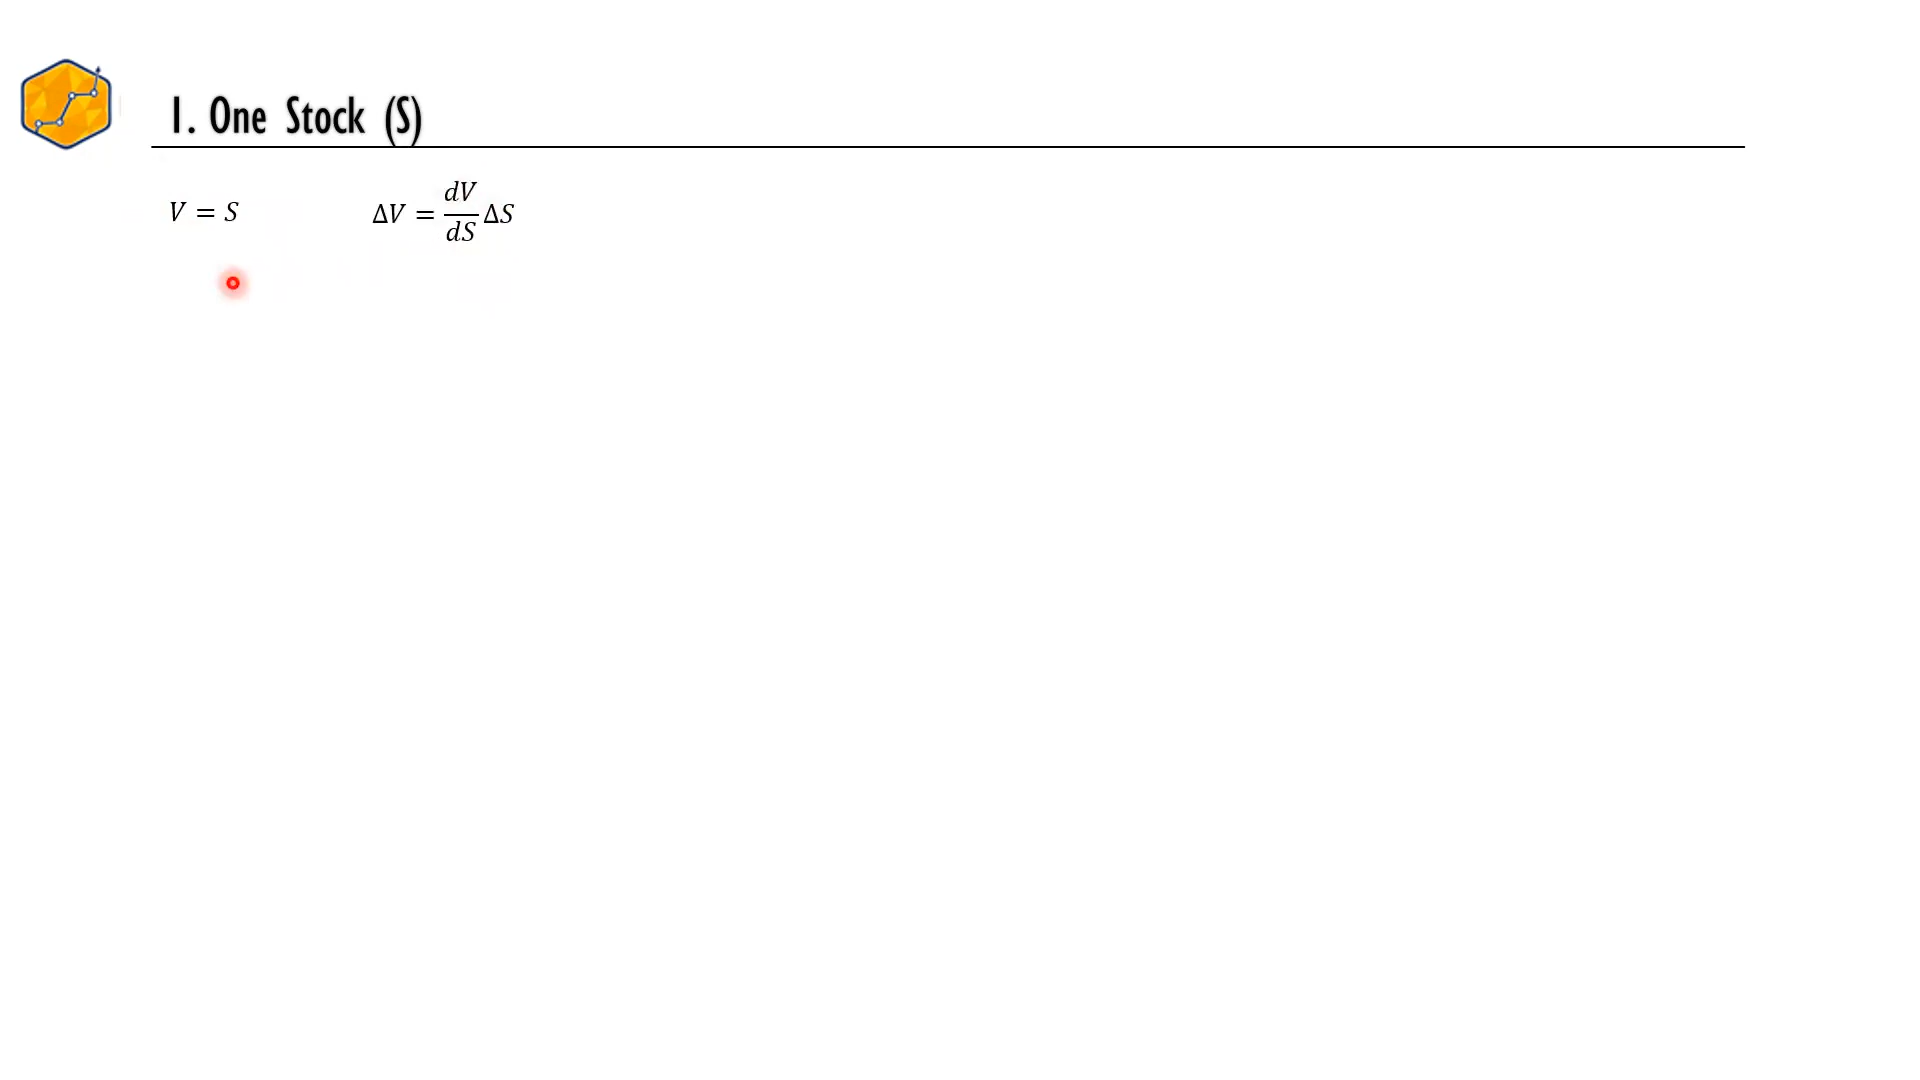 1. One Stock (S)
V = S
ΔV = dV/dS ΔS